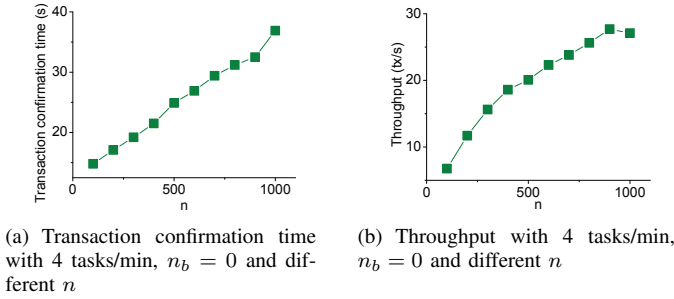 Transaction confirmation time (s)
40
30
20
0
500
1000
n
Throughput (tx/s)
30
20
10
0
500
1000
n
(a) Transaction confirmation time
with 4 tasks/min, n_b = 0 and dif-
ferent n
(b) Throughput with 4 tasks/min,
n_b = 0 and different n